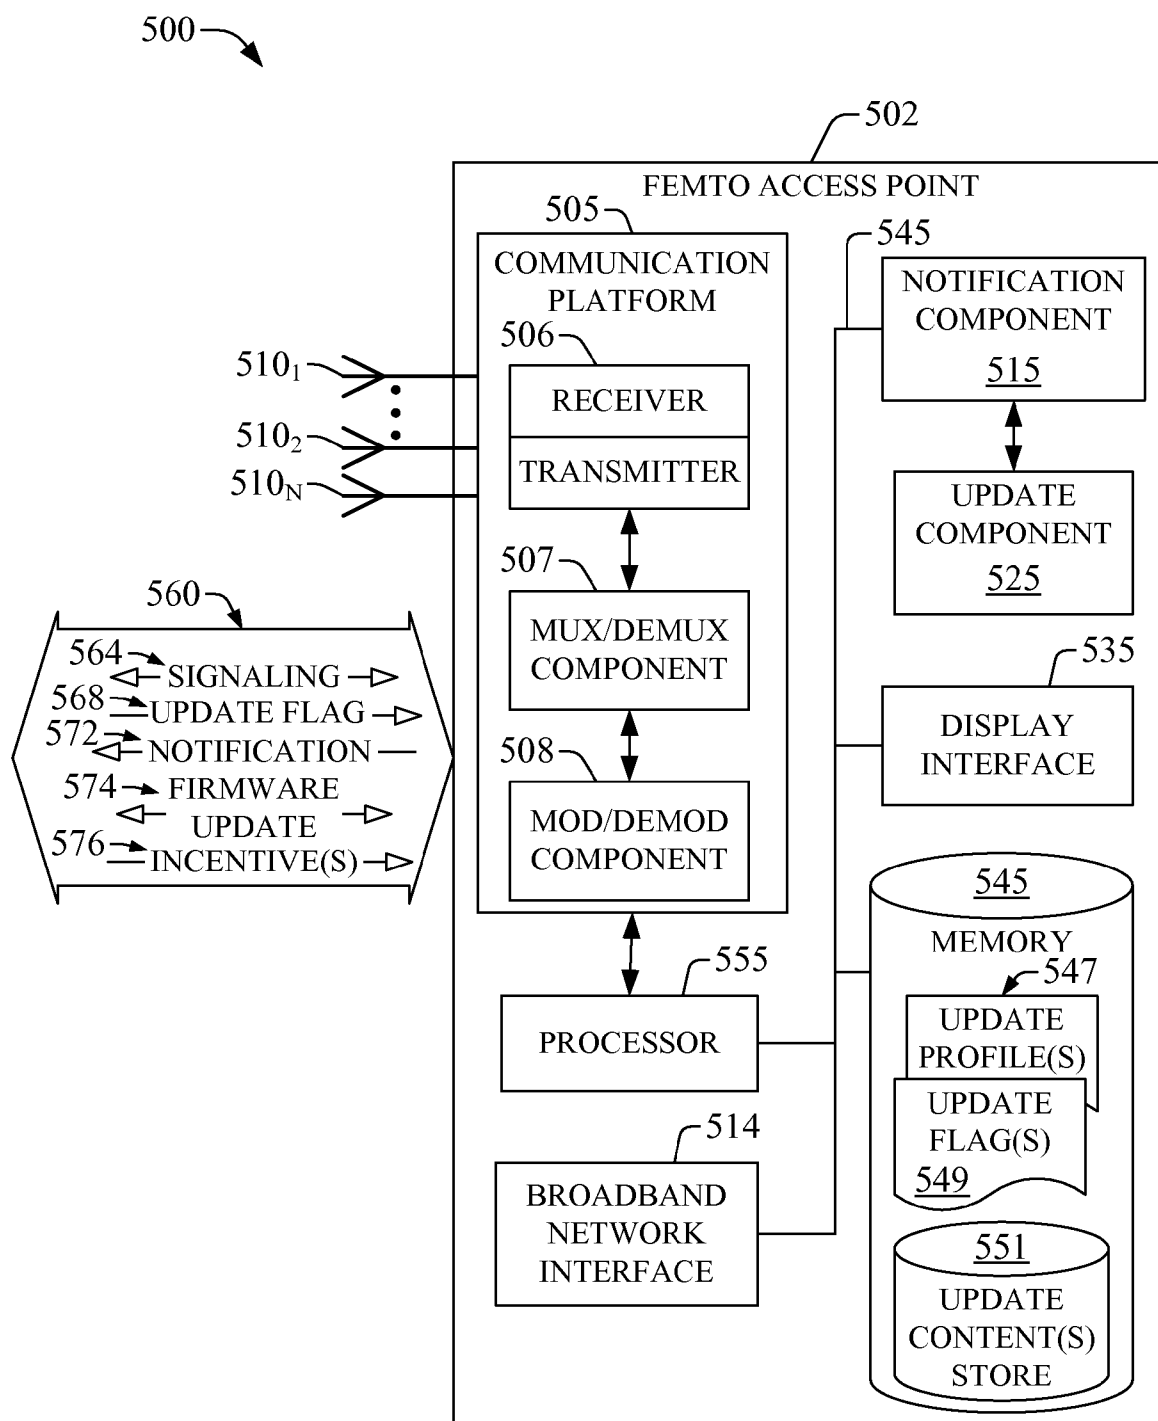 500
502
FEMTO ACCESS POINT
505
COMMUNICATION
PLATFORM
506
RECEIVER
TRANSMITTER
510₁
510₂
510N
507
MUX/DEMUX
COMPONENT
508
MOD/DEMOD
COMPONENT
545
NOTIFICATION
COMPONENT
515
UPDATE
COMPONENT
525
560
564
SIGNALING
568
UPDATE FLAG
572
NOTIFICATION
574
FIRMWARE
UPDATE
576
INCENTIVE(S)
535
DISPLAY
INTERFACE
555
PROCESSOR
514
BROADBAND
NETWORK
INTERFACE
545
MEMORY
547
UPDATE
PROFILE(S)
UPDATE
FLAG(S)
549
551
UPDATE
CONTENT(S)
STORE